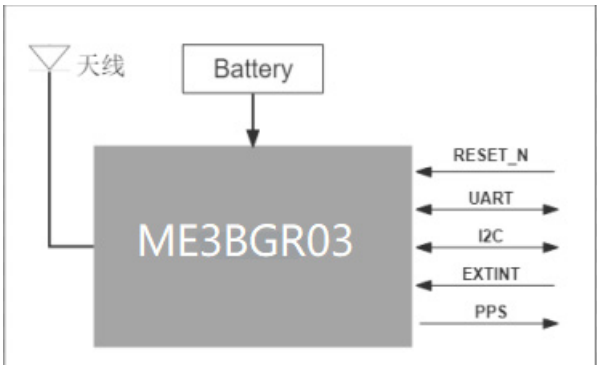 天线
Battery
ME3BGR03
RESET_N
UART
I2C
EXTINT
PPS